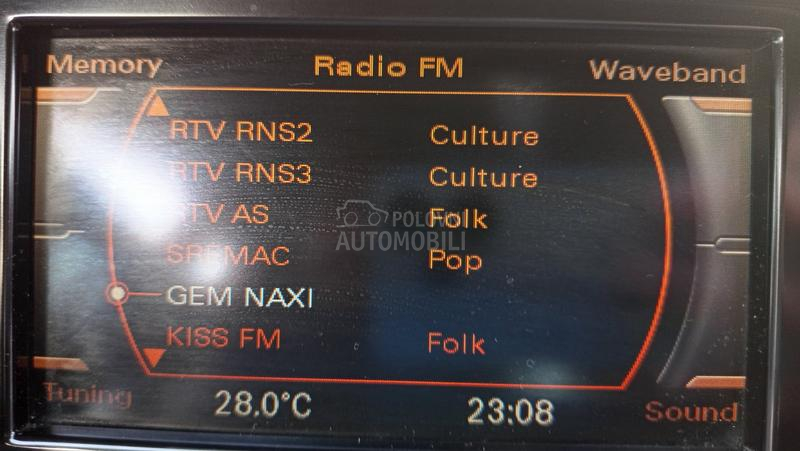 Memory Radio FM Waveband
RTV RNS2 Culture
RTV RNS3 Culture
RTV AS Folk
POLOVNI
AUTOMOBILI
SREMAC Pop
GEM NAXI
KISS FM Folk
Tuning 28.0°C 23:08 Sound